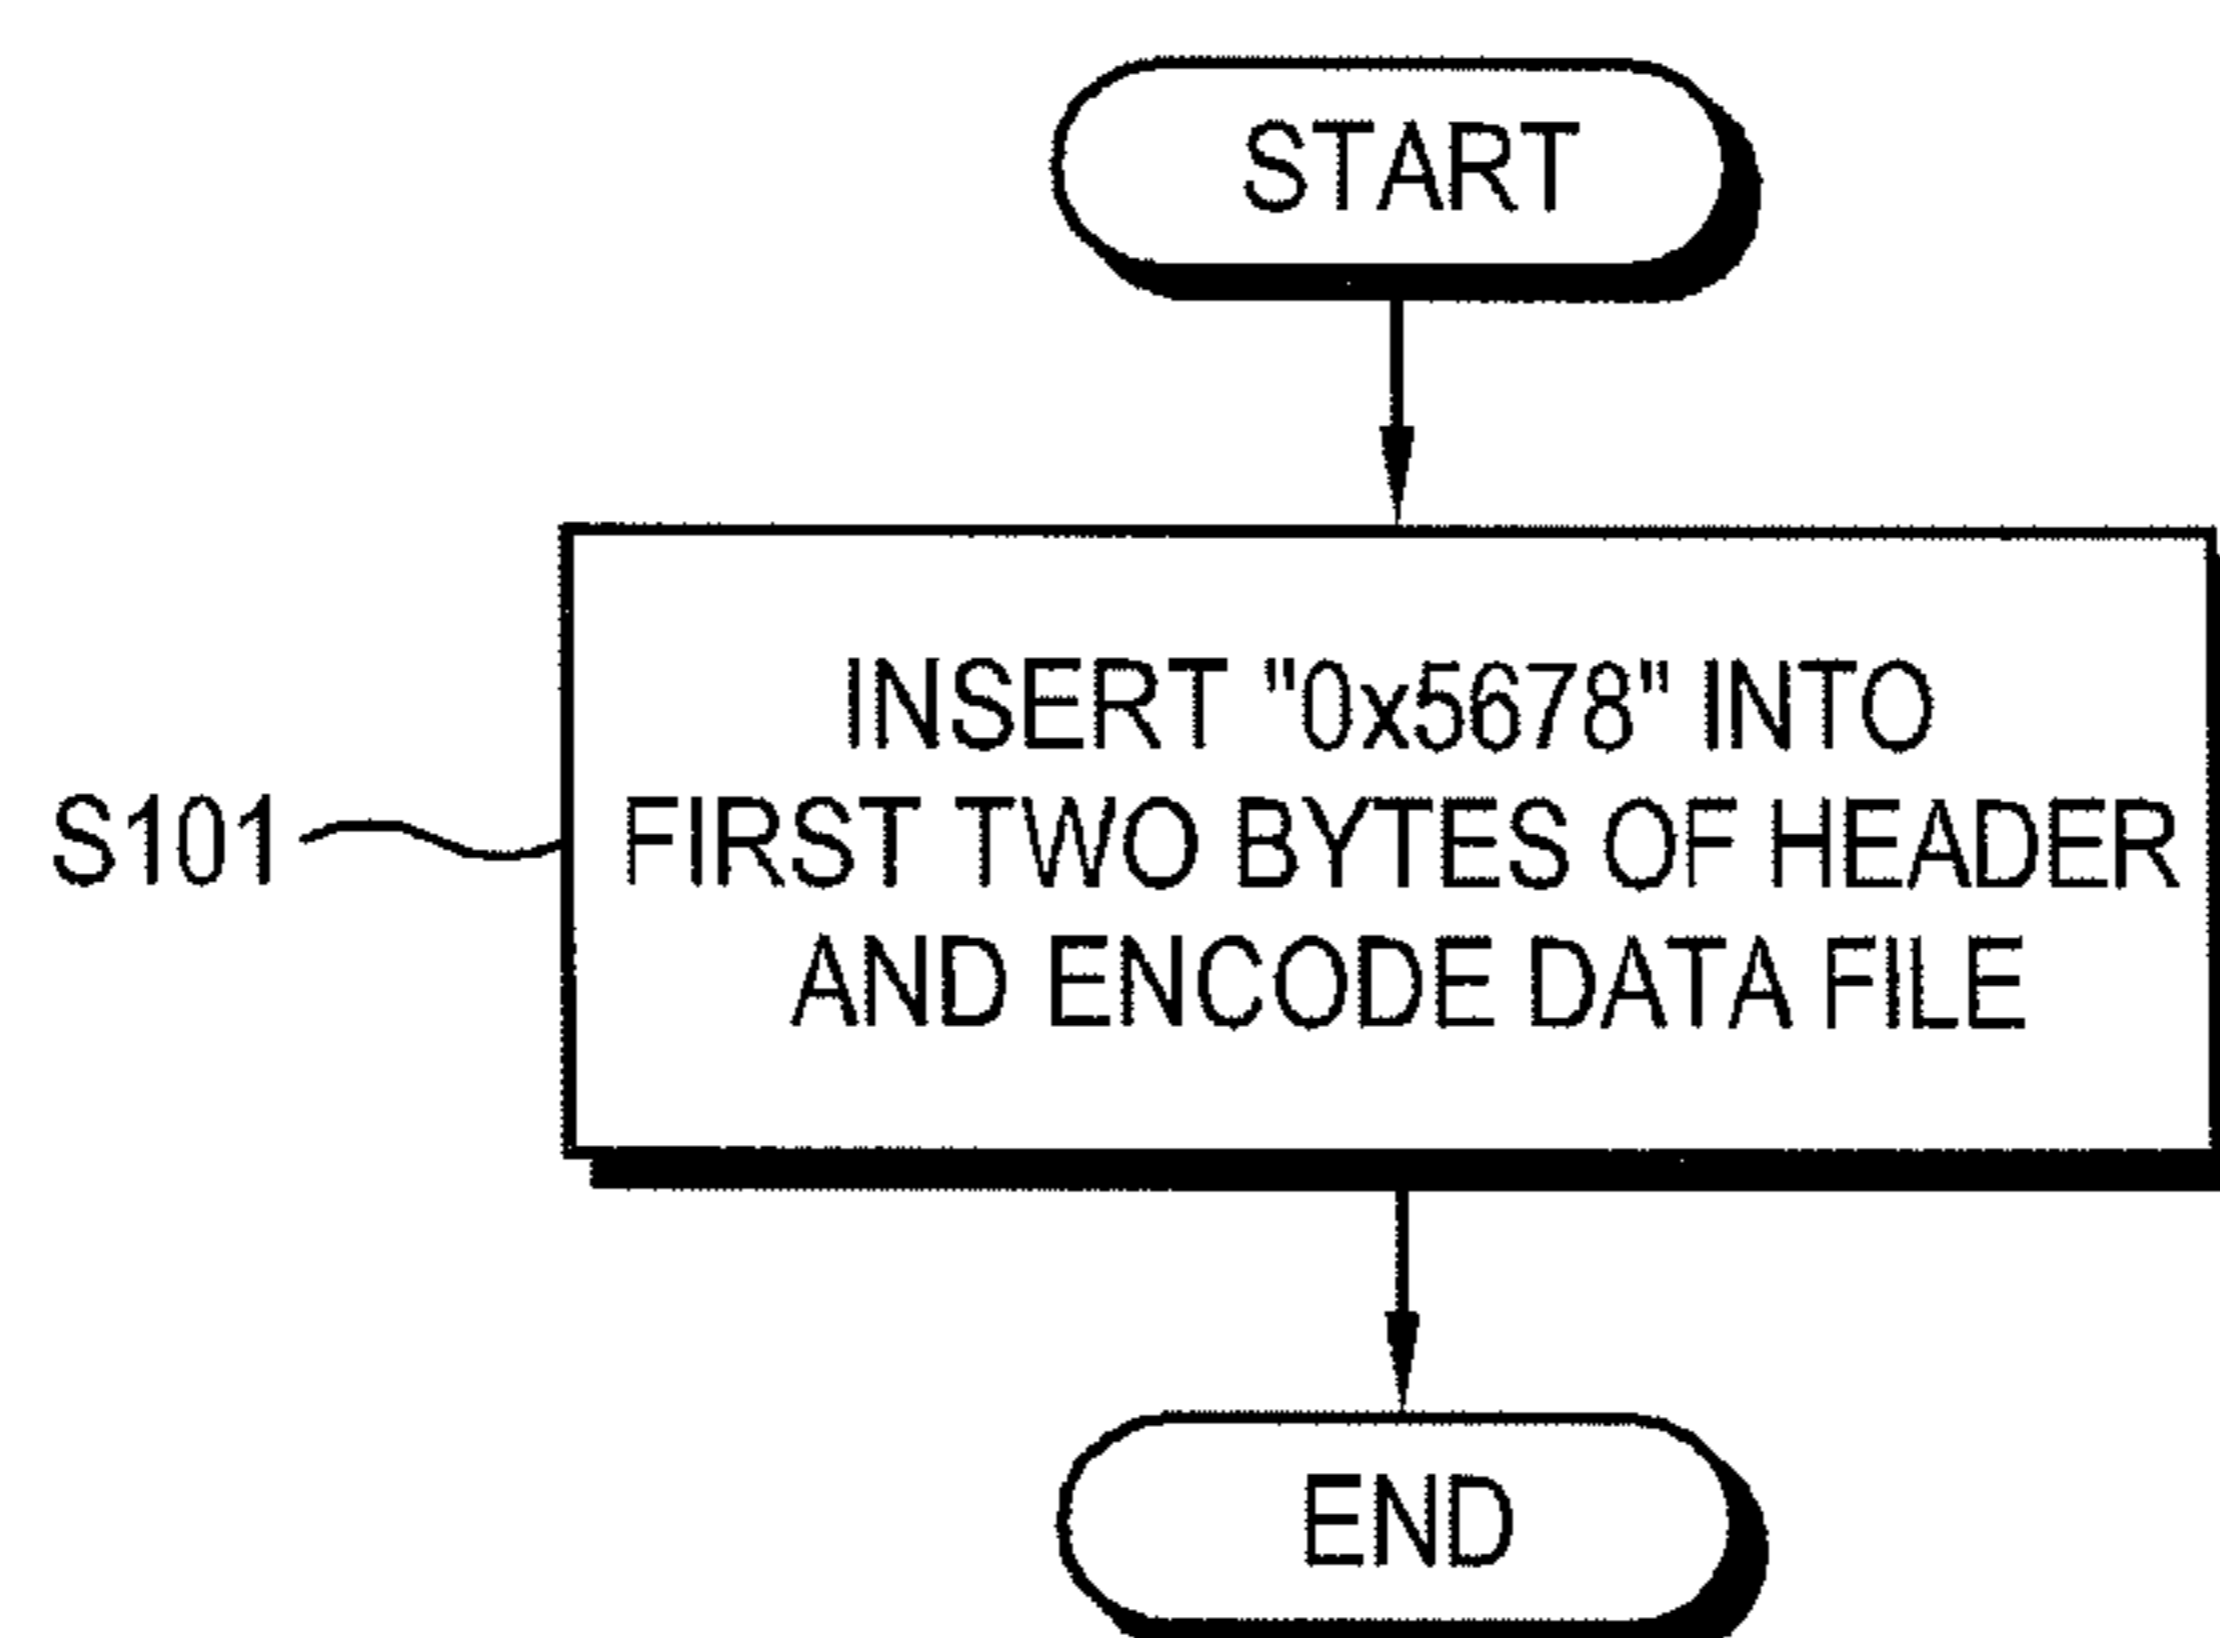 START
INSERT "0x5678" INTO
S101
FIRST TWO BYTES OF HEADER
AND ENCODE DATA FILE
END